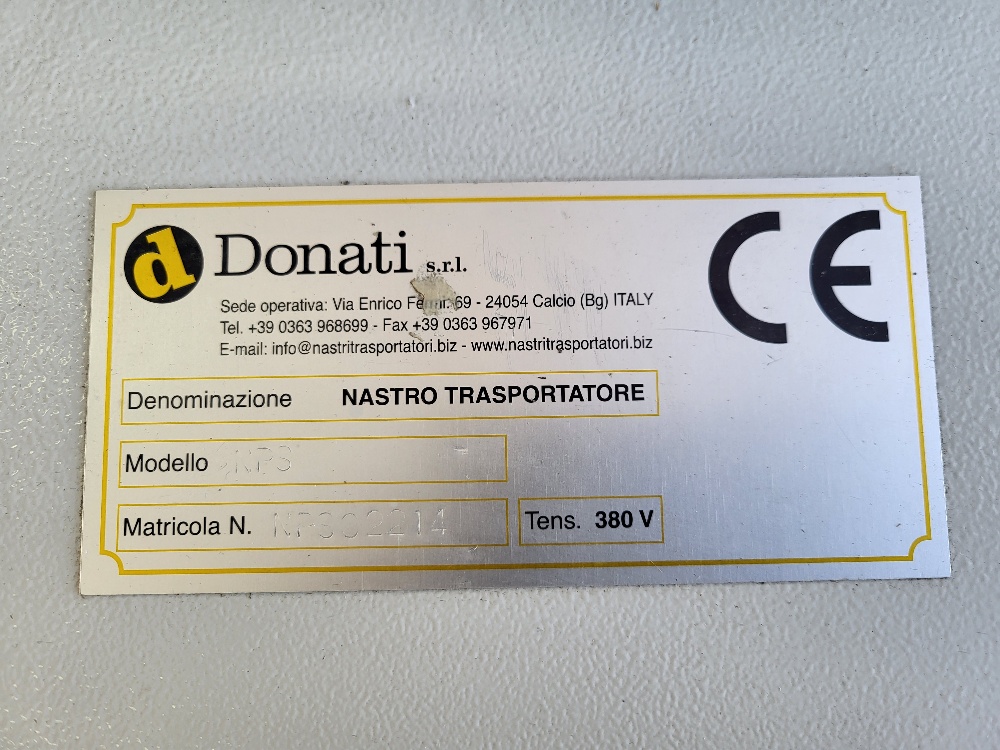 d Donati s.r.l.
Sede operativa: Via Enrico 69 - 24054 Calcio (Bg) ITALY
Tel. +39 0363 968699 - Fax +39 0363 967971
E-mail: info@nastritrasportatori.biz - www.nastritrasportatori.biz
CE
Denominazione NASTRO TRASPORTATORE
Modello NPS
Matricola N.
Tens. 380 V